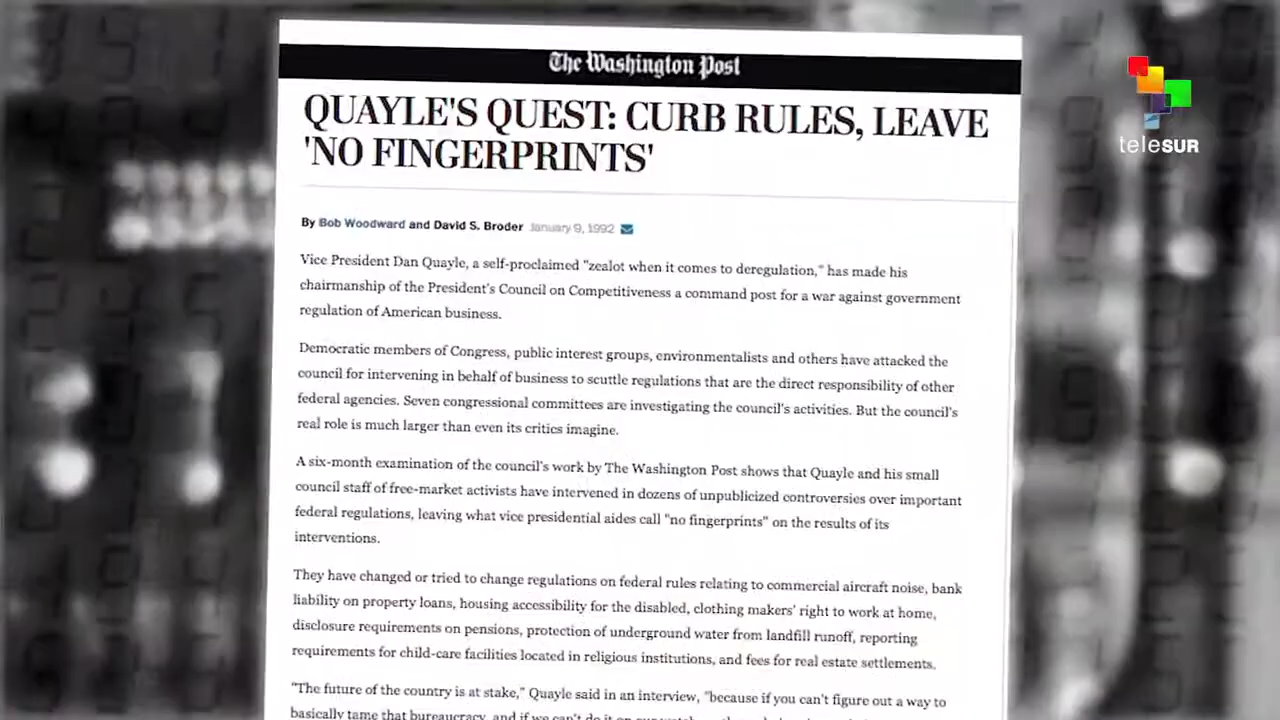 The Washington Post
teleSUR
QUAYLE'S QUEST: CURB RULES, LEAVE
'NO FINGERPRINTS'
By Bob Woodward and David S. Broder January 9, 1992
Vice President Dan Quayle, a self-proclaimed "zealot when it comes to deregulation," has made his
chairmanship of the President's Council on Competitiveness a command post for a war against government
regulation of American business.
Democratic members of Congress, public interest groups, environmentalists and others have attacked the
council for intervening in behalf of business to scuttle regulations that are the direct responsibility of other
federal agencies. Seven congressional committees are investigating the council's activities. But the council's
real role is much larger than even its critics imagine.
A six-month examination of the council's work by The Washington Post shows that Quayle and his small
council staff of free-market activists have intervened in dozens of unpublicized controversies over important
federal regulations, leaving what vice presidential aides call "no fingerprints" on the results of its
interventions.
They have changed or tried to change regulations on federal rules relating to commercial aircraft noise, bank
liability on property loans, housing accessibility for the disabled, clothing makers' right to work at home,
disclosure requirements on pensions, protection of underground water from landfill runoff, reporting
requirements for child-care facilities located in religious institutions, and fees for real estate settlements.
"The future of the country is at stake," Quayle said in an interview, "because if you can't figure out a way to
basically tame that bureaucracy, and if we can't do it on our watch